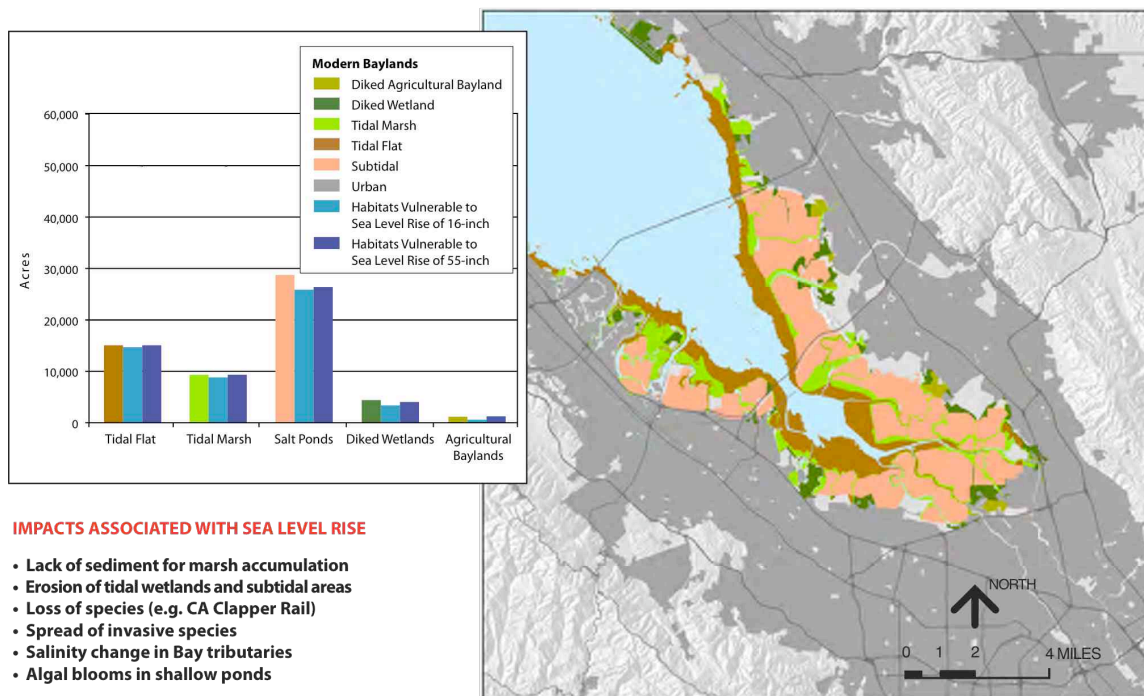 Modern Baylands
Diked Agricultural Bayland
Diked Wetland
Tidal Marsh
Tidal Flat
Subtidal
Urban
Habitats Vulnerable to
Sea Level Rise of 16-inch
Habitats Vulnerable to
Sea Level Rise of 55-inch
60,000
50,000
40,000
30,000
20,000
10,000
0
Acres
Tidal Flat
Tidal Marsh
Salt Ponds
Diked Wetlands
Agricultural
Baylands
IMPACTS ASSOCIATED WITH SEA LEVEL RISE
• Lack of sediment for marsh accumulation
• Erosion of tidal wetlands and subtidal areas
• Loss of species (e.g. CA Clapper Rail)
• Spread of invasive species
• Salinity change in Bay tributaries
• Algal blooms in shallow ponds
NORTH
0 1 2 4 MILES